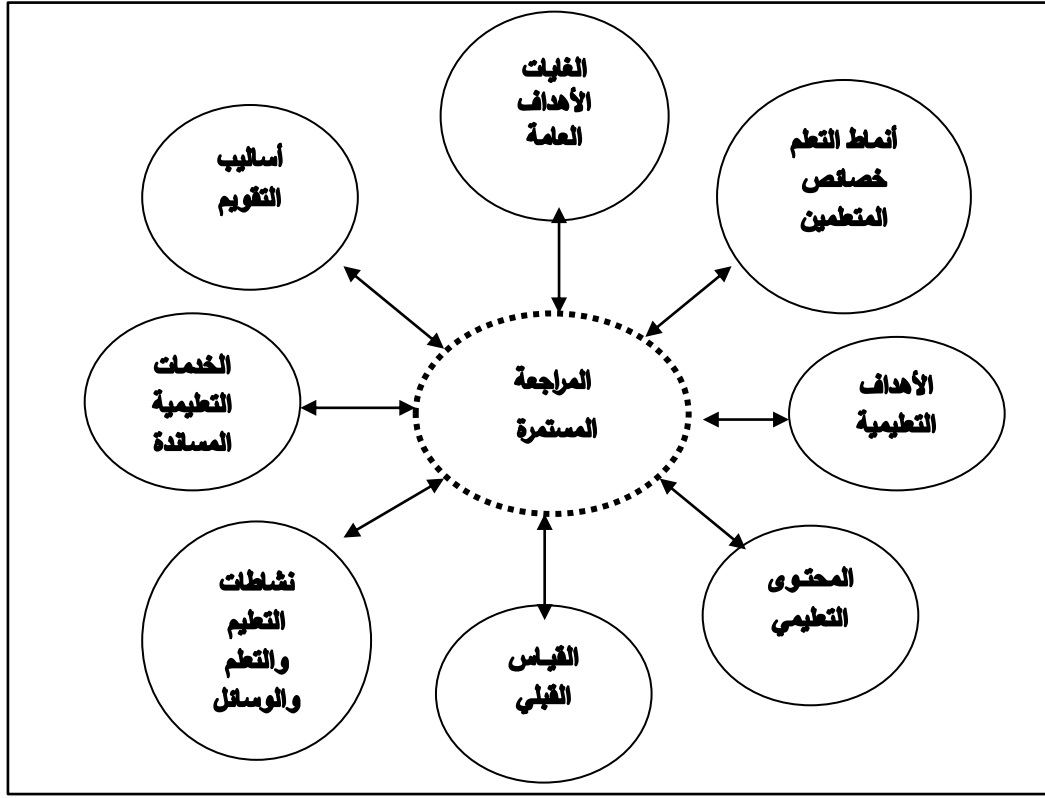 الغايات
الأهداف
العامة
أنماط التعلم
خصائص
المتعلمين
الأهداف
التعليمية
المحتوى
التعليمي
القياس
القبلي
نشاطات
التعليم
والتعلم
والوسائل
الخدمات
التعليمية
المساندة
أساليب
التقويم
المراجعة
المستمرة